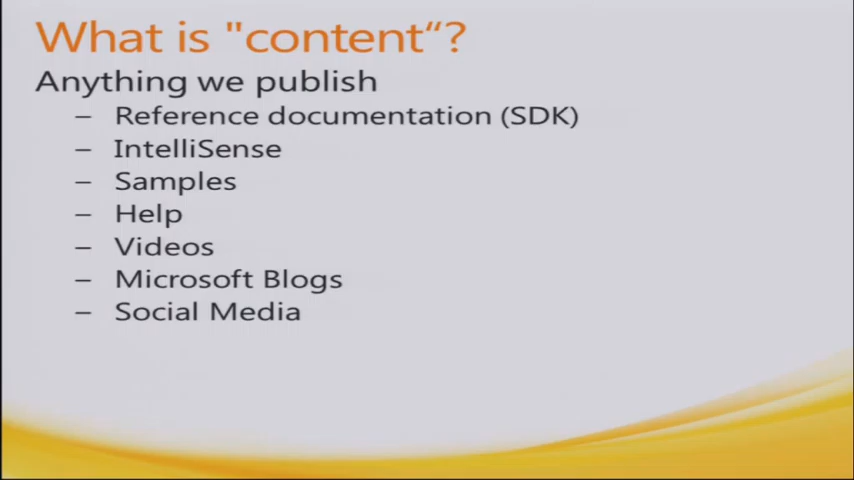 What is "content“?
Anything we publish
– Reference documentation (SDK)
– IntelliSense
– Samples
– Help
– Videos
– Microsoft Blogs
– Social Media